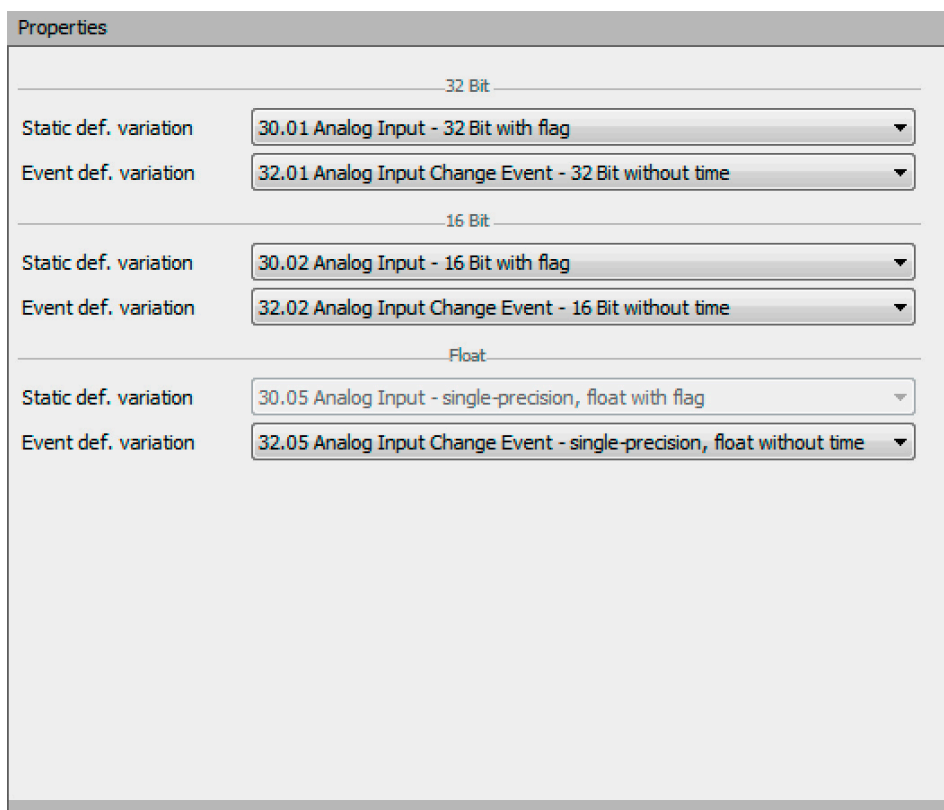 Properties
32 Bit
Static def. variation 30.01 Analog Input - 32 Bit with flag
Event def. variation 32.01 Analog Input Change Event - 32 Bit without time
16 Bit
Static def. variation 30.02 Analog Input - 16 Bit with flag
Event def. variation 32.02 Analog Input Change Event - 16 Bit without time
Float
Static def. variation 30.05 Analog Input - single-precision, float with flag
Event def. variation 32.05 Analog Input Change Event - single-precision, float without time